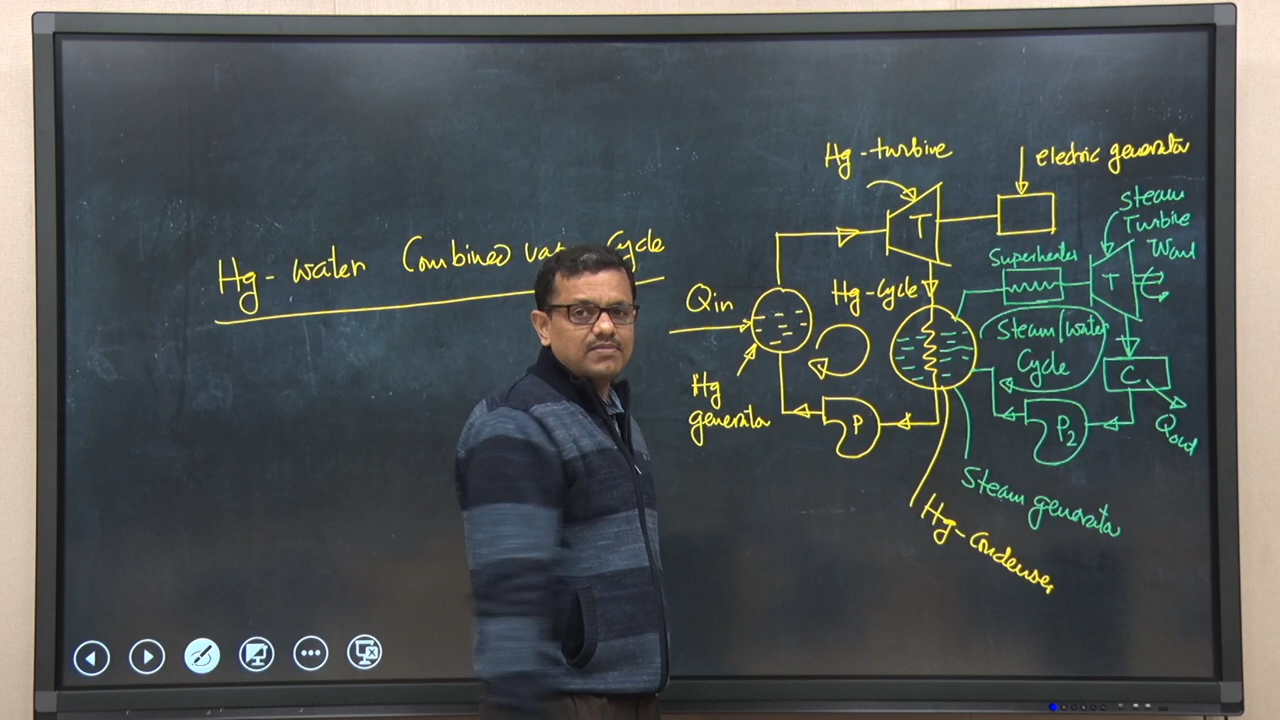 Hg-water Combined Cycle
Hg-turbine
electric generator
T
Steam
Turbine
Superheater
T
Wout
Qin
Hg-Cycle
Steam/water
Cycle
C
Hg
generator
P
P2
Qout
Steam generator
Hg-Condenser